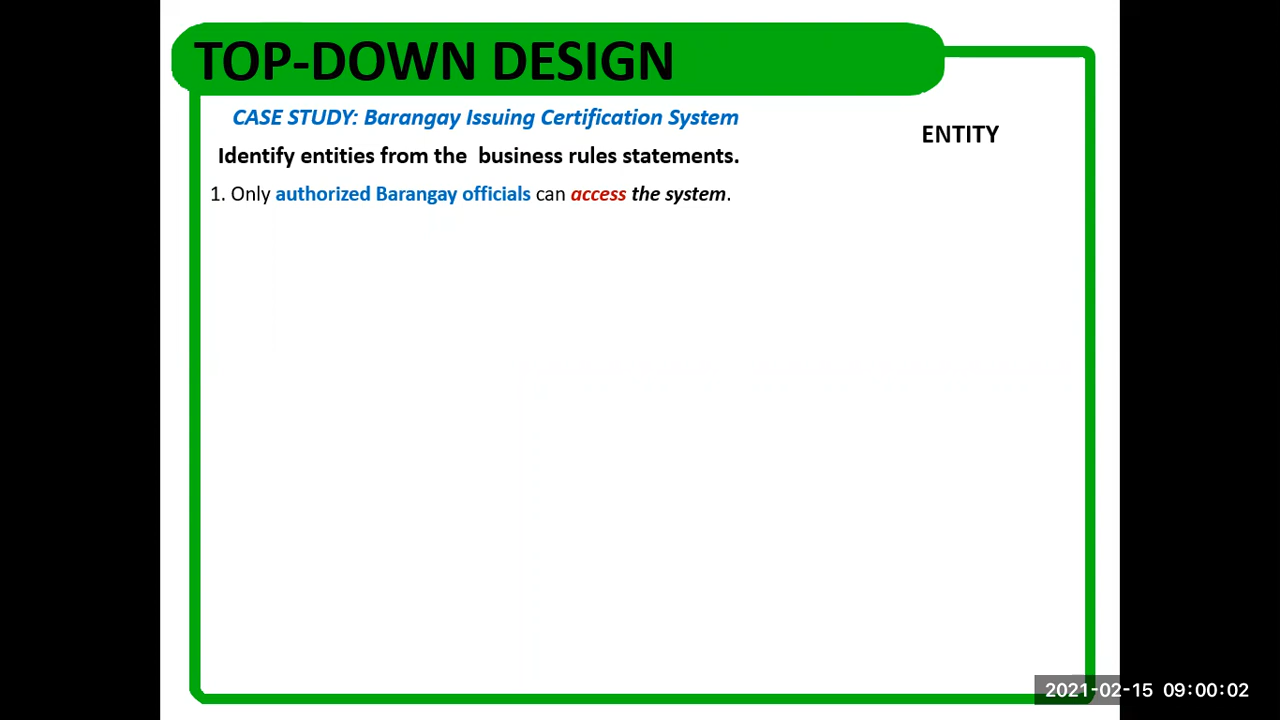 TOP-DOWN DESIGN
CASE STUDY: Barangay Issuing Certification System
ENTITY
Identify entities from the business rules statements.
1. Only authorized Barangay officials can access the system.
2021-02-15 09:00:02